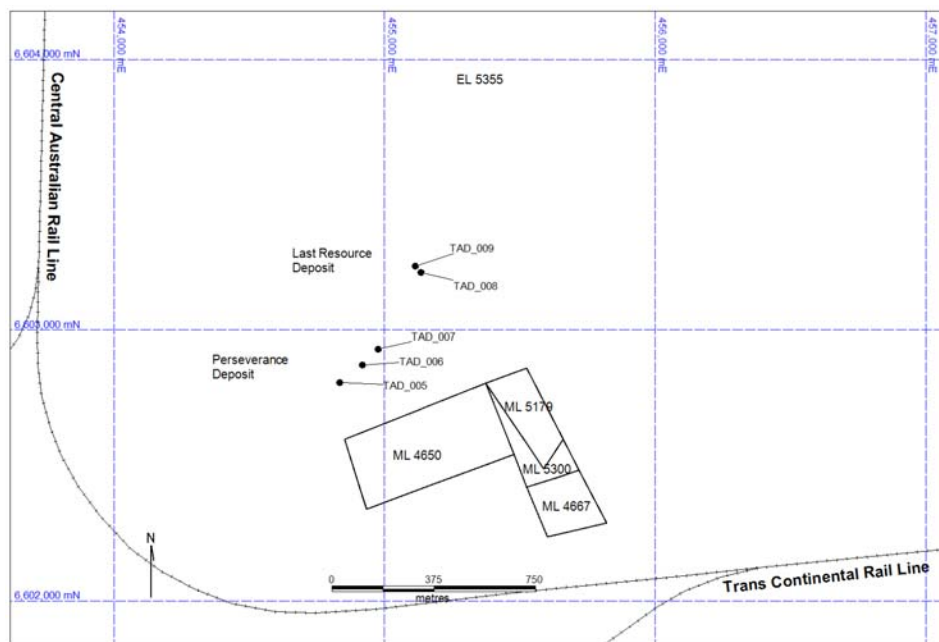 454,000 mE
455,000 mE
456,000 mE
457,000 mE
6,604,000 mN
EL 5355
Central Australian Rail Line
Last Resource
Deposit
TAD_009
TAD_008
6,603,000 mN
TAD_007
Perseverance
Deposit
TAD_006
TAD_005
ML 5179
ML 4650
ML 5300
ML 4667
N
0
375
750
metres
Trans Continental Rail Line
6,602,000 mN